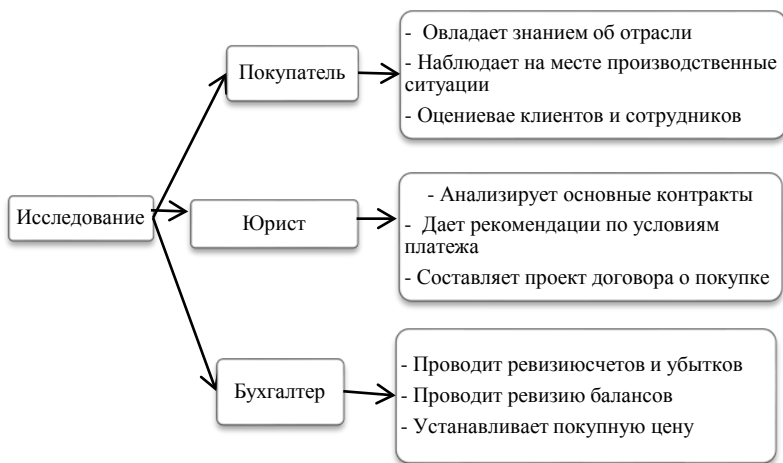 Исследование
Покупатель
- Овладает знанием об отрасли
- Наблюдает на месте производственные
ситуации
- Оцениевае клиентов и сотрудников
Юрист
- Анализирует основные контракты
- Дает рекомендации по условиям
платежа
- Составляет проект договора о покупке
Бухгалтер
- Проводит ревизиюсчетов и убытков
- Проводит ревизию балансов
- Устанавливает покупную цену